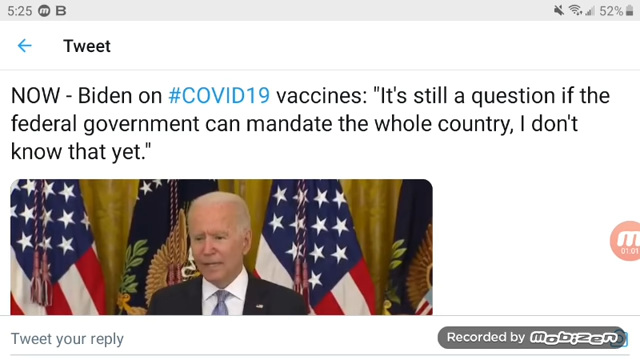 5:25 m B 52%
Tweet
NOW - Biden on #COVID19 vaccines: "It's still a question if the
federal government can mandate the whole country, I don't
know that yet."
m
01:01
Tweet your reply
Recorded by mobizen